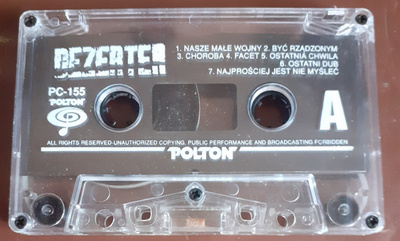 DEZERTER
1. NASZE MAŁE WOJNY 2. BYĆ RZĄDZONYM
3. CHOROBA 4. FACET 5. OSTATNIA CHWILA
6. OSTATNI DUB
7. NAJPROŚCIEJ JEST NIE MYŚLEĆ
PC-155
POLTON
A
ALL RIGHTS RESERVED-UNAUTHORIZED COPYING, PUBLIC PERFORMANCE AND BROADCASTING FORBIDDEN
POLTON